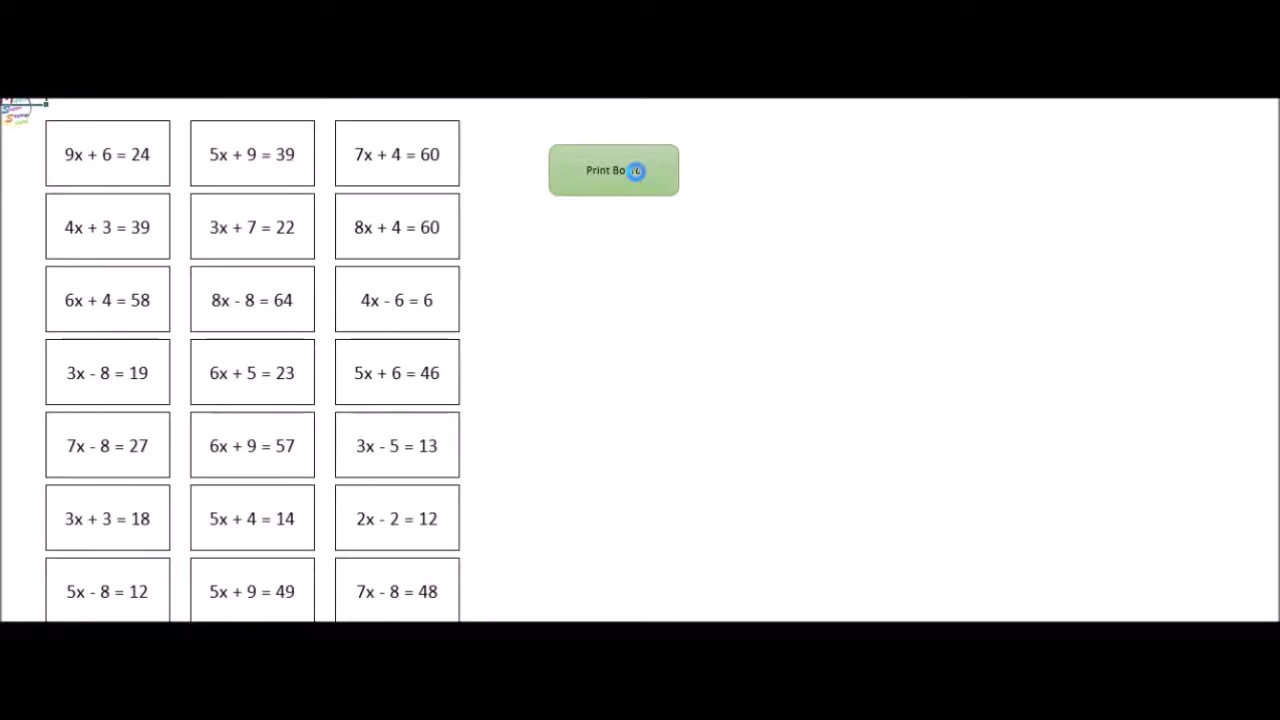 9x + 6 = 24 5x + 9 = 39 7x + 4 = 60
Print Bo
4x + 3 = 39 3x + 7 = 22 8x + 4 = 60
6x + 4 = 58 8x - 8 = 64 4x - 6 = 6
3x - 8 = 19 6x + 5 = 23 5x + 6 = 46
7x - 8 = 27 6x + 9 = 57 3x - 5 = 13
3x + 3 = 18 5x + 4 = 14 2x - 2 = 12
5x - 8 = 12 5x + 9 = 49 7x - 8 = 48